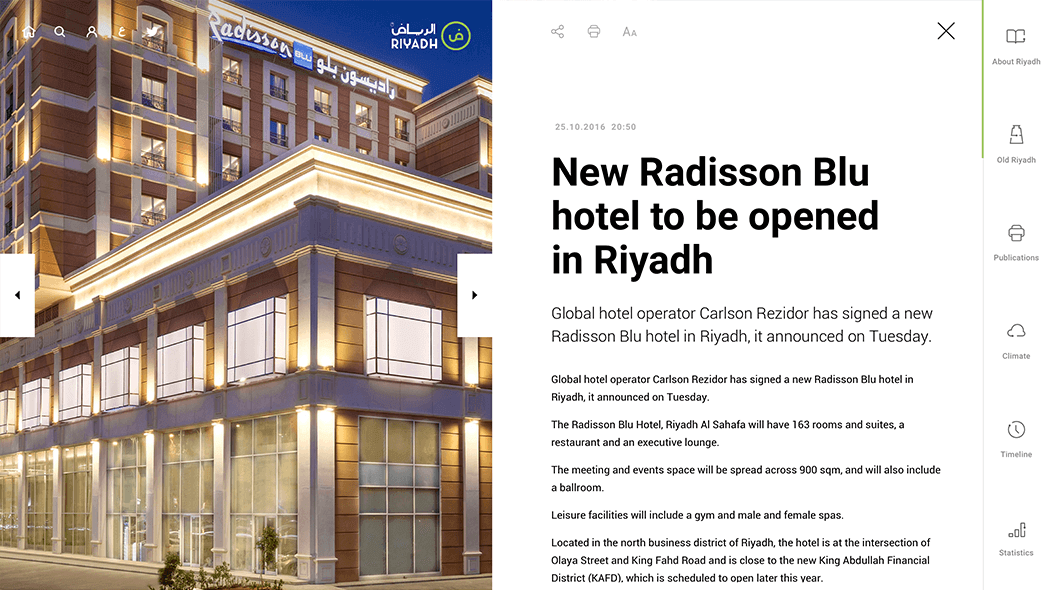 ع
Radisson
BLU
راديسون بلو
الرياض
RIYADH
ض
AA
25.10.2016 20:50
New Radisson Blu
hotel to be opened
in Riyadh
Global hotel operator Carlson Rezidor has signed a new
Radisson Blu hotel in Riyadh, it announced on Tuesday.
Global hotel operator Carlson Rezidor has signed a new Radisson Blu hotel in
Riyadh, it announced on Tuesday.
The Radisson Blu Hotel, Riyadh Al Sahafa will have 163 rooms and suites, a
restaurant and an executive lounge.
The meeting and events space will be spread across 900 sqm, and will also include
a ballroom.
Leisure facilities will include a gym and male and female spas.
Located in the north business district of Riyadh, the hotel is at the intersection of
Olaya Street and King Fahd Road and is close to the new King Abdullah Financial
District (KAFD), which is scheduled to open later this year.
About Riyadh
Old Riyadh
Publications
Climate
Timeline
Statistics